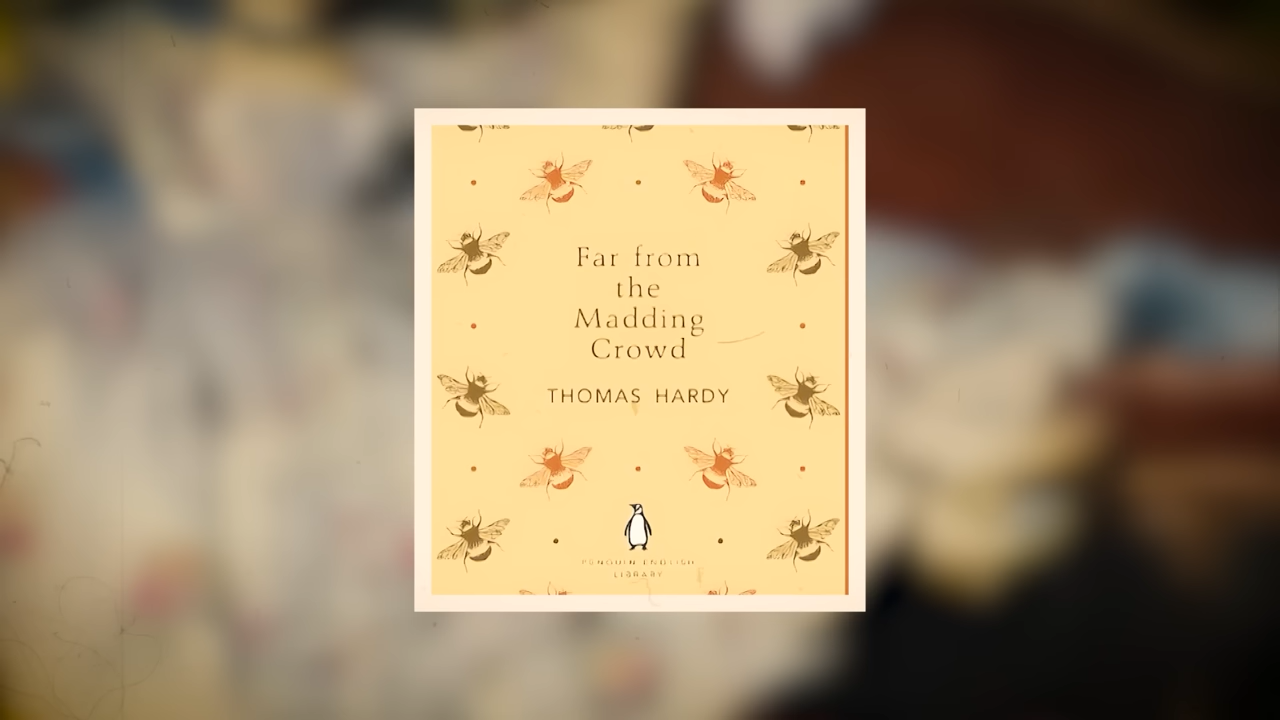 Far from
the
Madding
Crowd
THOMAS HARDY
PENGUIN ENGLISH
LIBRARY